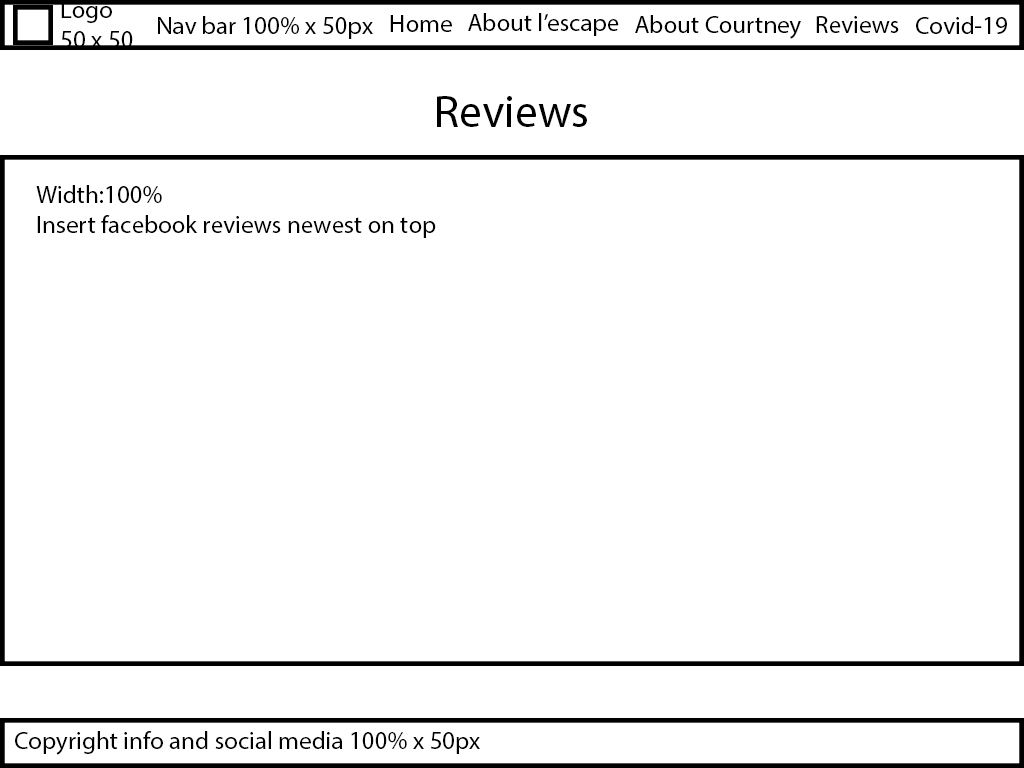 Logo
50 x 50
Nav bar 100% x 50px Home About l’escape About Courtney Reviews Covid-19
Reviews
Width:100%
Insert facebook reviews newest on top
Copyright info and social media 100% x 50px